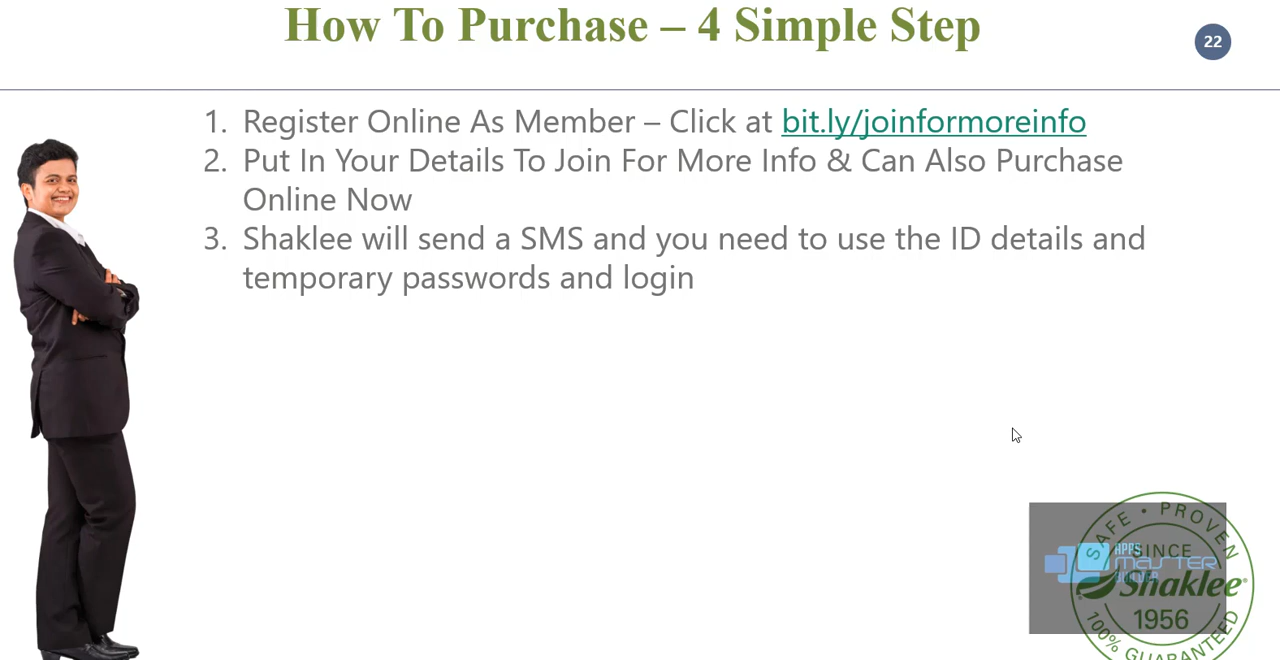 How To Purchase – 4 Simple Step
22
1. Register Online As Member – Click at bit.ly/joinformoreinfo
2. Put In Your Details To Join For More Info & Can Also Purchase
Online Now
3. Shaklee will send a SMS and you need to use the ID details and
temporary passwords and login
SAFE • PROVEN
SINCE
APPS
MASTER
BUILDER
Shaklee®
1956
100% GUARANTEED